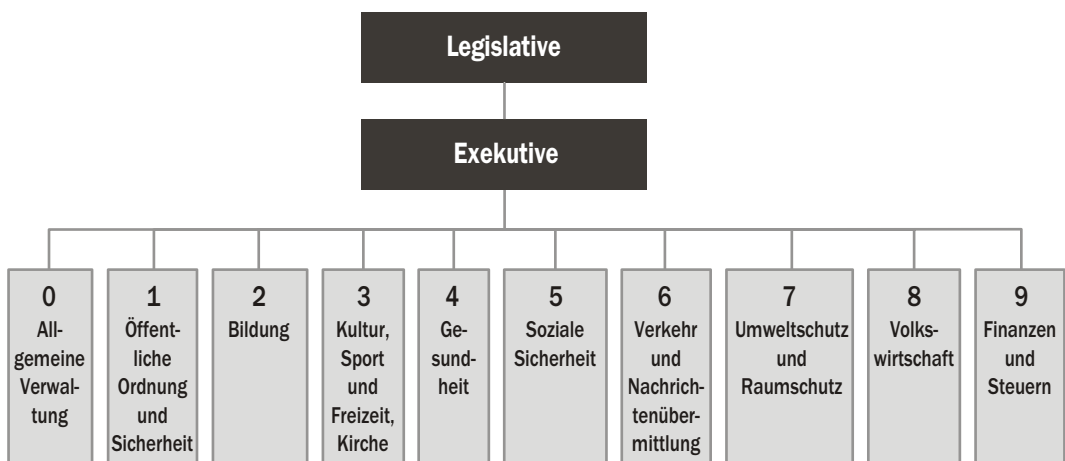 Legislative
Exekutive
0
All-
gemeine
Verwal-
tung
1
Öffent-
liche
Ordnung
und
Sicherheit
2
Bildung
3
Kultur,
Sport
und
Freizeit,
Kirche
4
Ge-
sund-
heit
5
Soziale
Sicherheit
6
Verkehr
und
Nachrich-
tenüber-
mittlung
7
Umweltschutz
und
Raumschutz
8
Volks-
wirtschaft
9
Finanzen
und
Steuern